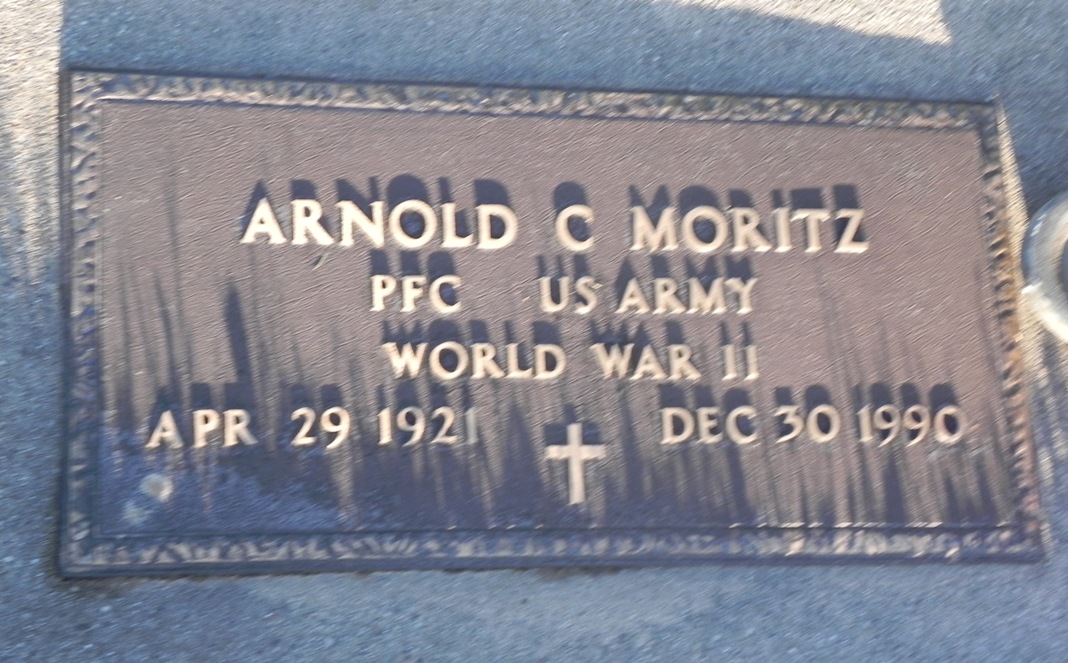 ARNOLD C MORITZ
PFC US ARMY
WORLD WAR II
APR 29 1921 DEC 30 1990